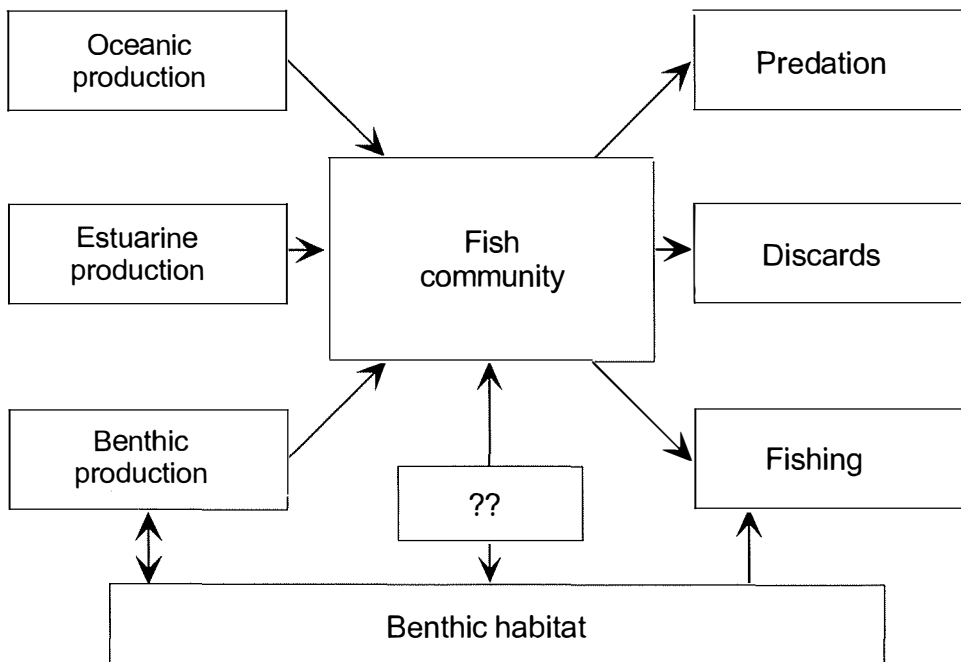 Oceanic
production
Predation
Estuarine
production
Fish
community
Discards
Benthic
production
??
Fishing
Benthic habitat